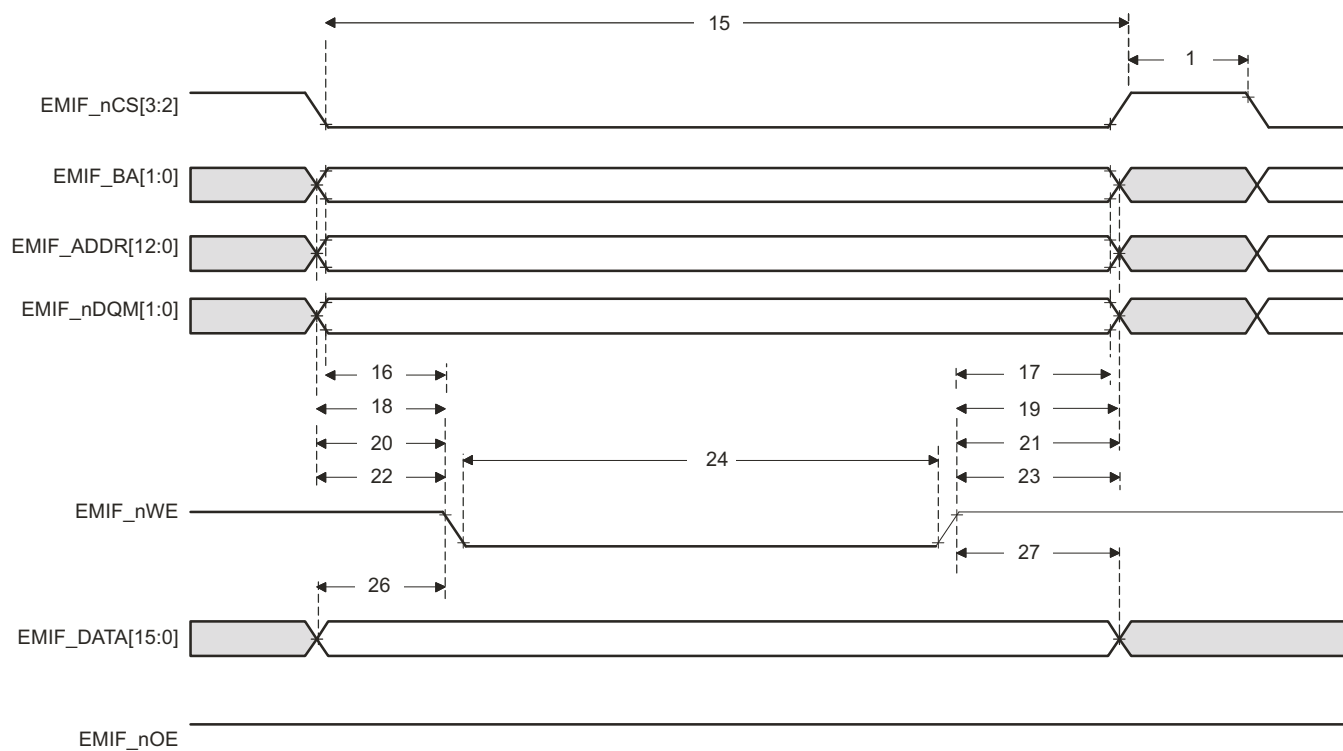 15
1
EMIF_nCS[3:2]
EMIF_BA[1:0]
EMIF_ADDR[12:0]
EMIF_nDQM[1:0]
16
17
18
19
20
21
24
22
23
EMIF_nWE
27
26
EMIF_DATA[15:0]
EMIF_nOE